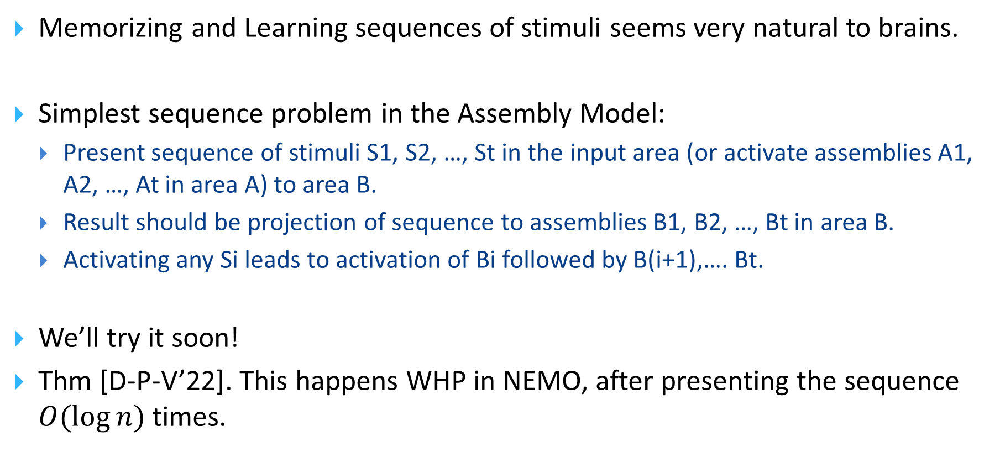 Memorizing and Learning sequences of stimuli seems very natural to brains.
Simplest sequence problem in the Assembly Model:
Present sequence of stimuli S1, S2, …, St in the input area (or activate assemblies A1,
A2, …, At in area A) to area B.
Result should be projection of sequence to assemblies B1, B2, …, Bt in area B.
Activating any Si leads to activation of Bi followed by B(i+1),…. Bt.
We’ll try it soon!
Thm [D-P-V’22]. This happens WHP in NEMO, after presenting the sequence
O(log n) times.